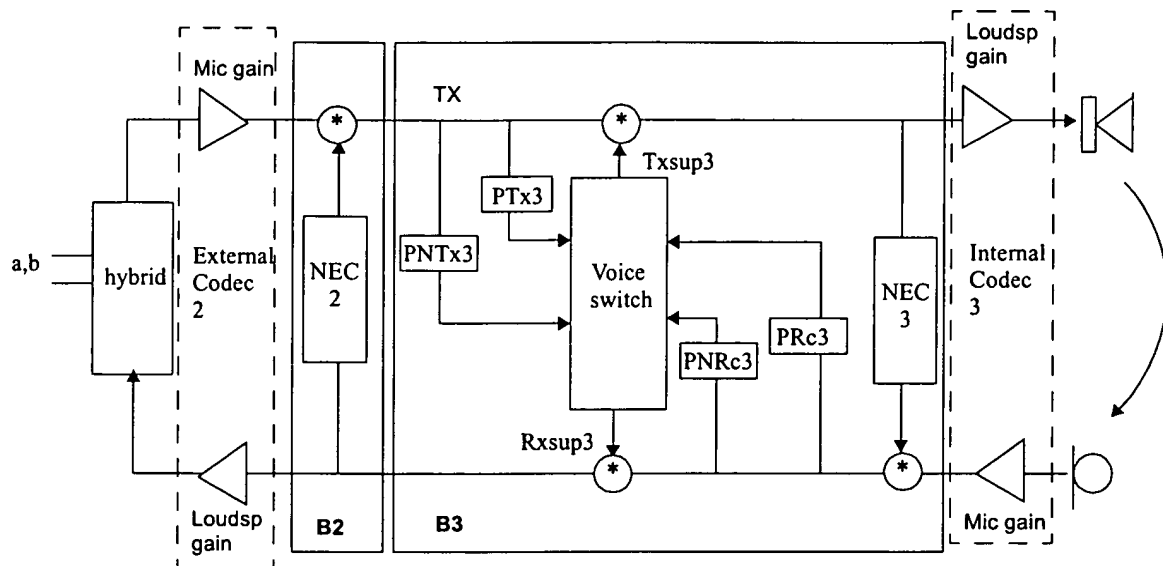 Loudsp
gain
Mic gain
TX
*
*
Txsup3
PTx3
a,b
hybrid
External
Codec
2
NEC
2
PNTx3
Voice
switch
PRc3
PNRc3
NEC
3
Internal
Codec
3
Rxsup3
*
*
Loudsp
gain
B2
B3
Mic gain